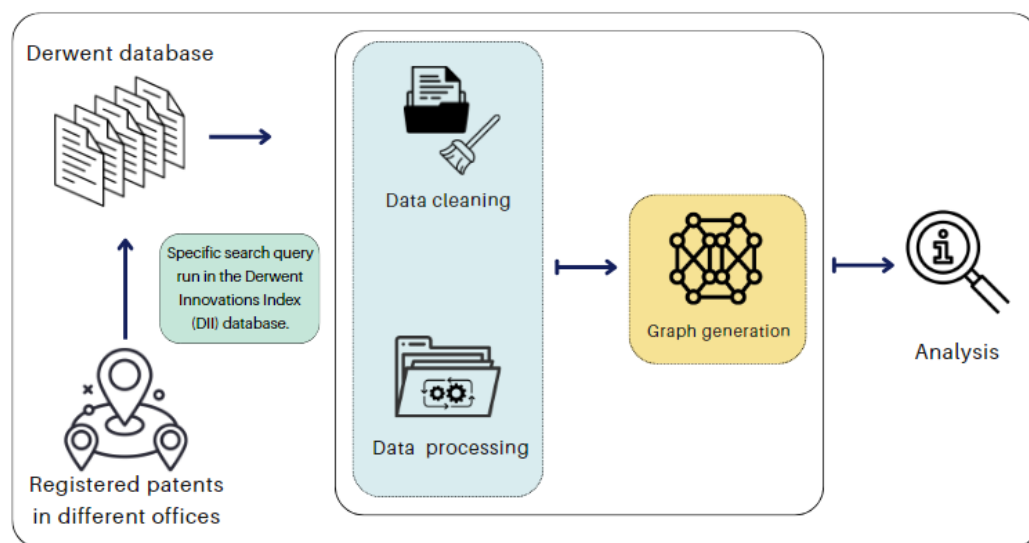 Derwent database
Specific search query
run in the Derwent
Innovations Index
(DII) database.
Registered patents
in different offices
Data cleaning
Data processing
Graph generation
Analysis